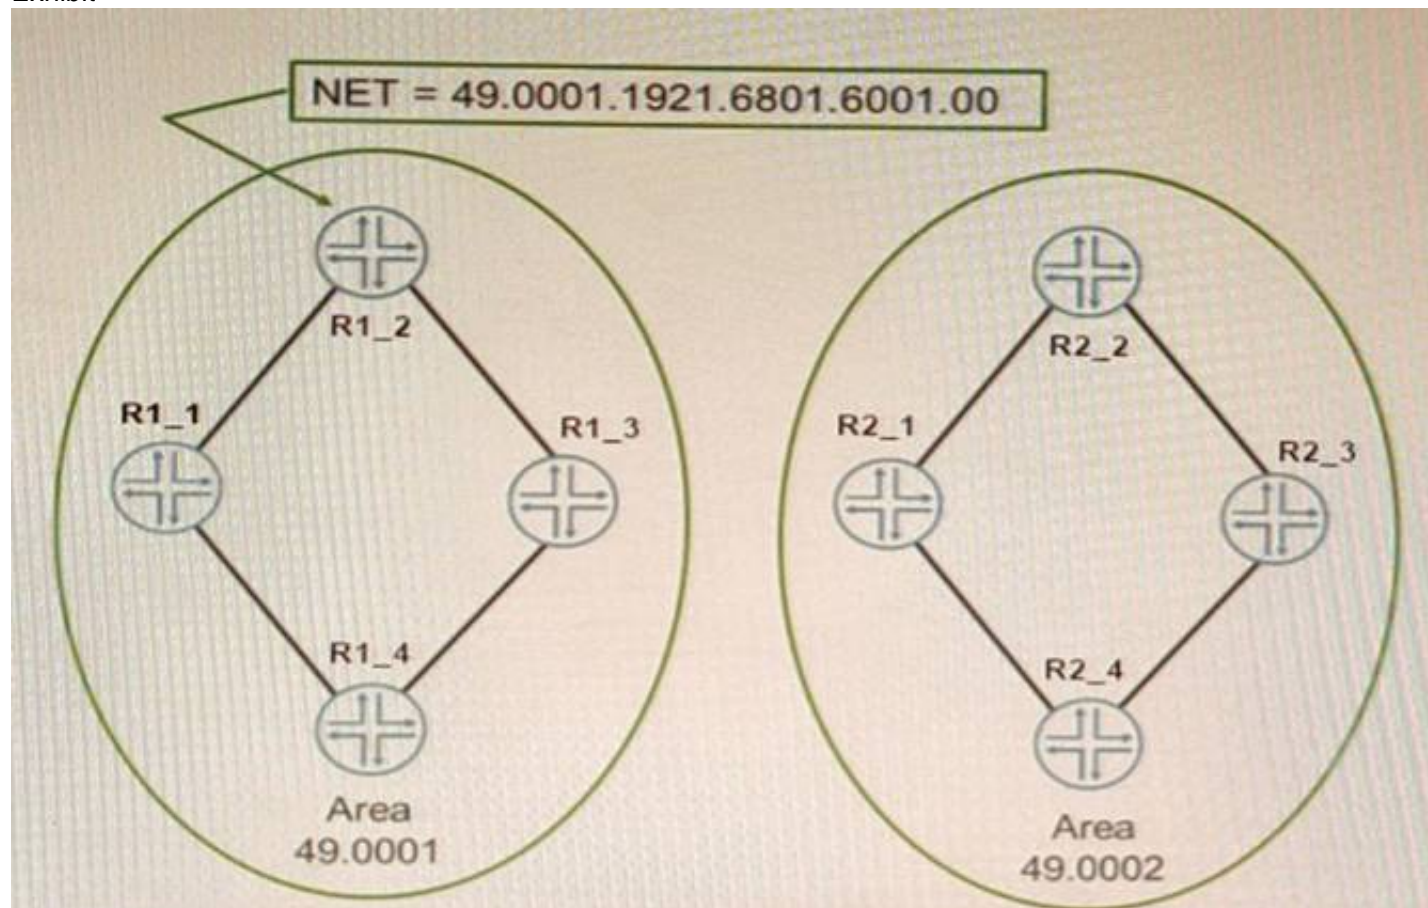 NET = 49.0001.1921.6801.6001.00
R1_2
R1_1
R1_3
R1_4
Area
49.0001
R2_2
R2_1
R2_3
R2_4
Area
49.0002